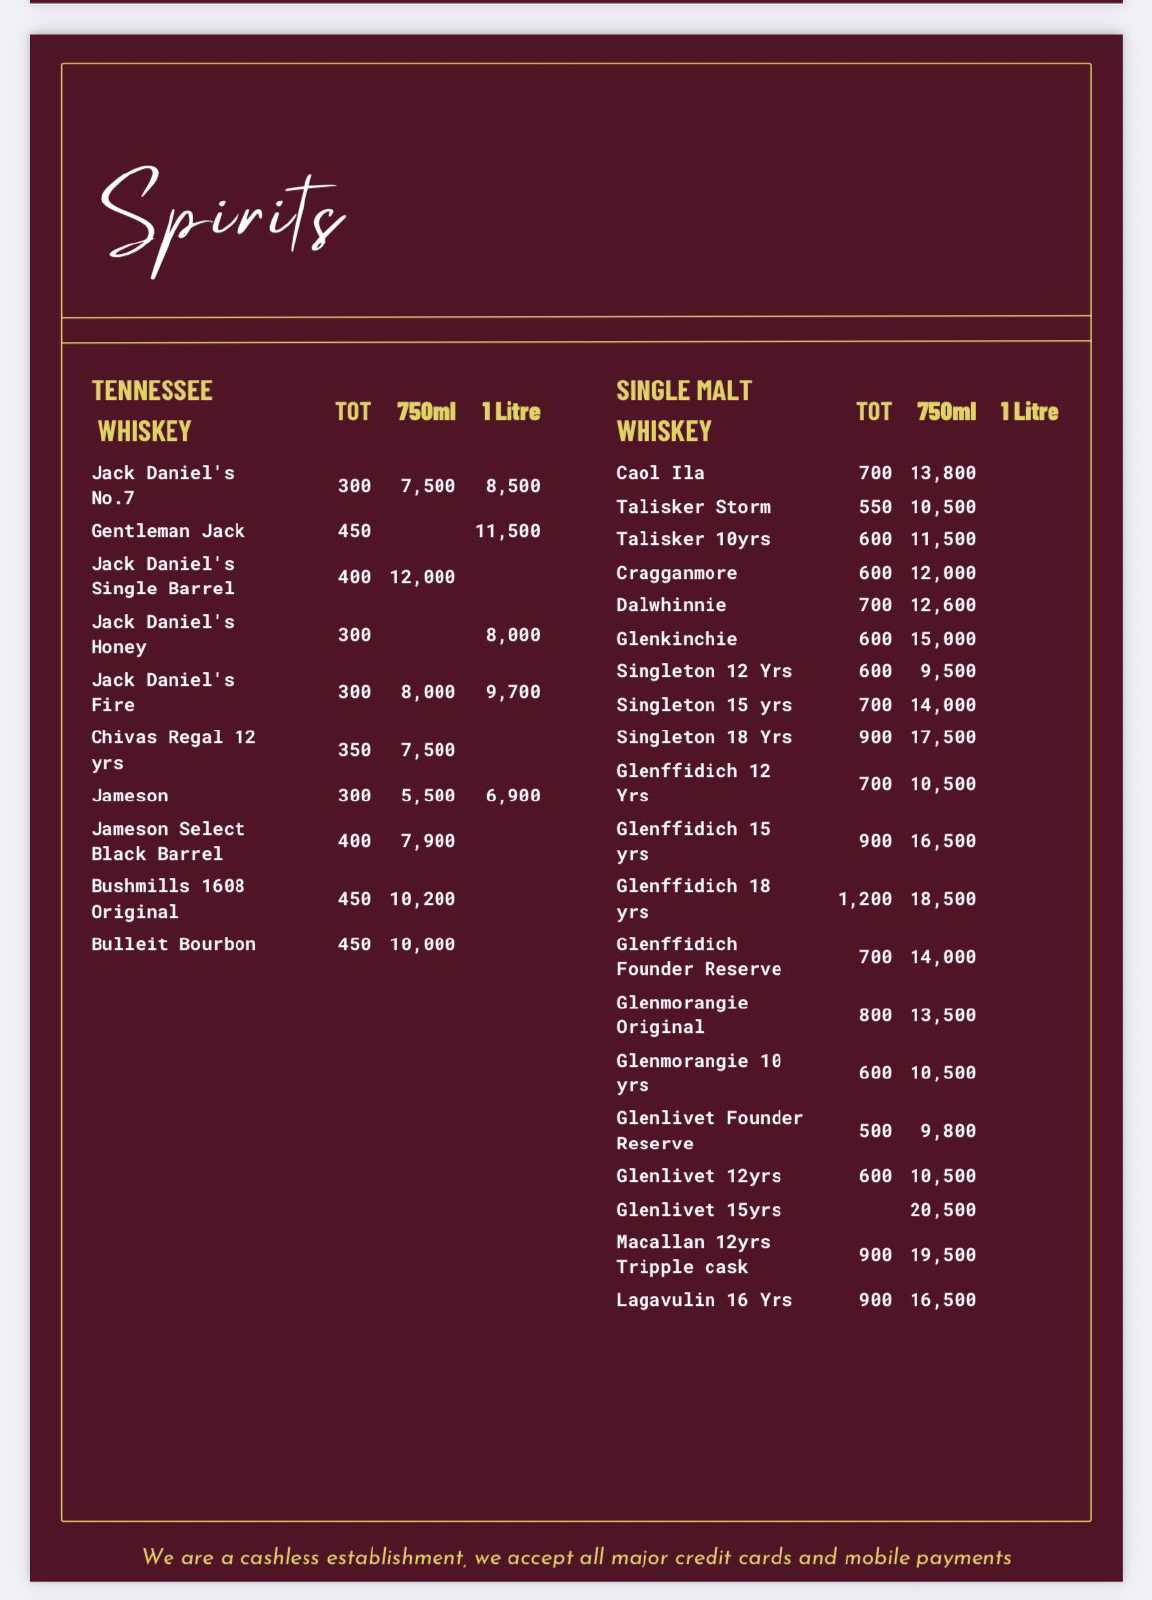 Spirits
TENNESSEE
WHISKEY
TOT 750ml 1 Litre
Jack Daniel's
No.7
300 7,500 8,500
Gentleman Jack 450 11,500
Jack Daniel's
Single Barrel
400 12,000
Jack Daniel's
Honey
300 8,000
Jack Daniel's
Fire
300 8,000 9,700
Chivas Regal 12
yrs
350 7,500
Jameson 300 5,500 6,900
Jameson Select
Black Barrel
400 7,900
Bushmills 1608
Original
450 10,200
Bulleit Bourbon 450 10,000
SINGLE MALT
WHISKEY
TOT 750ml 1 Litre
Caol Ila 700 13,800
Talisker Storm 550 10,500
Talisker 10yrs 600 11,500
Cragganmore 600 12,000
Dalwhinnie 700 12,600
Glenkinchie 600 15,000
Singleton 12 Yrs 600 9,500
Singleton 15 yrs 700 14,000
Singleton 18 Yrs 900 17,500
Glenffidich 12
Yrs
700 10,500
Glenffidich 15
yrs
900 16,500
Glenffidich 18
yrs
1,200 18,500
Glenffidich
Founder Reserve
700 14,000
Glenmorangie
Original
800 13,500
Glenmorangie 10
yrs
600 10,500
Glenlivet Founder
Reserve
500 9,800
Glenlivet 12yrs 600 10,500
Glenlivet 15yrs 20,500
Macallan 12yrs
Tripple cask
900 19,500
Lagavulin 16 Yrs 900 16,500
We are a cashless establishment, we accept all major credit cards and mobile payments